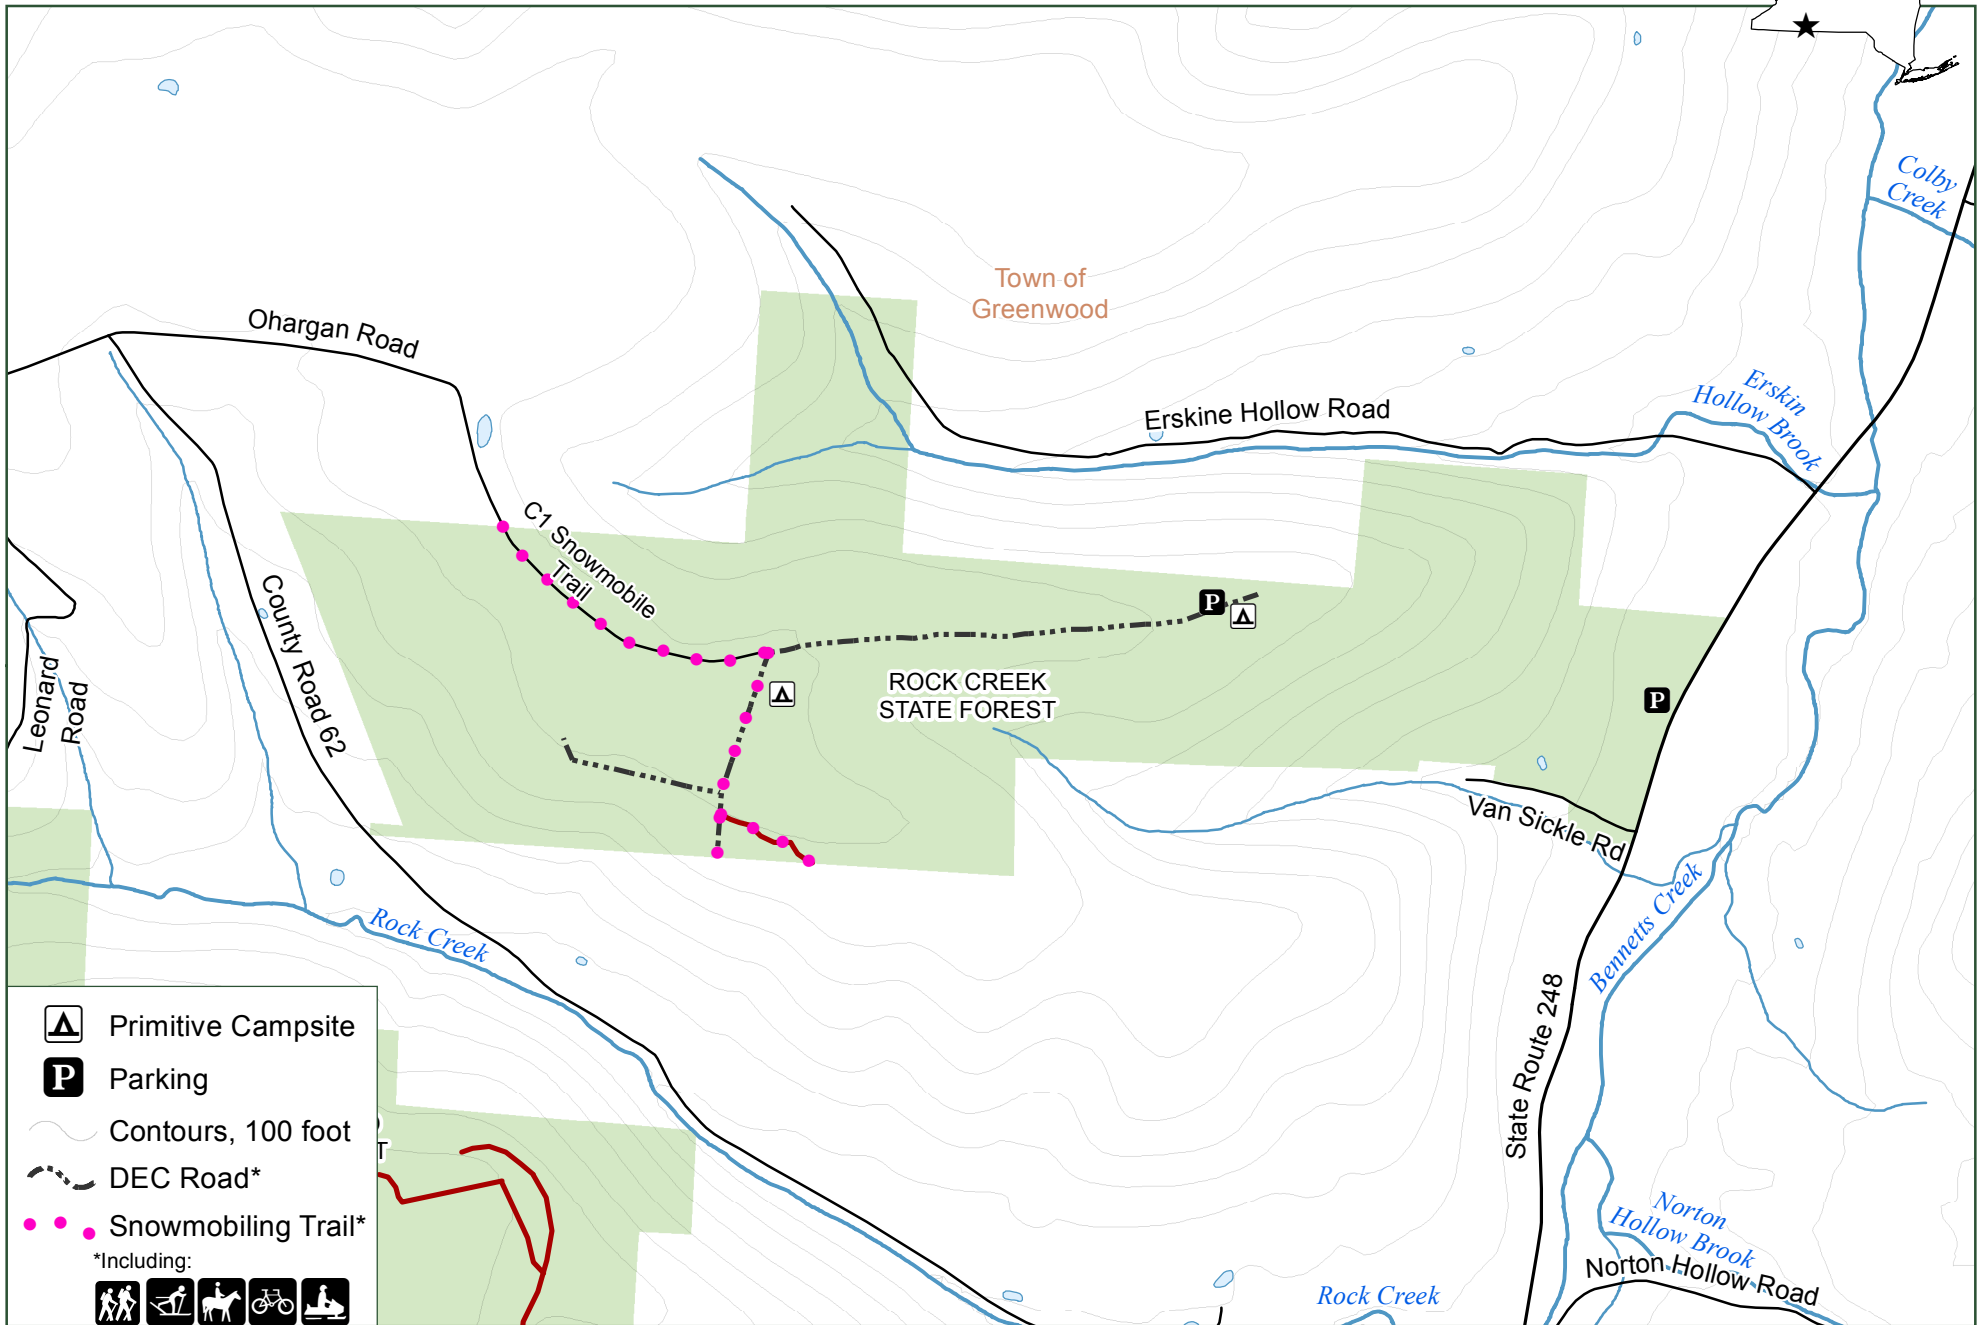 Colby
Creek
Town of
Greenwood
Ohargan Road
Erskine Hollow Road
Erskin
Hollow Brook
C1 Snowmobile
Trail
County Road 62
Leonard
Road
P
ROCK CREEK
STATE FOREST
P
Van Sickle Rd
Rock Creek
Bennetts Creek
State Route 248
Norton
Hollow Brook
Norton Hollow Road
Rock Creek
T
Primitive Campsite
P Parking
Contours, 100 foot
DEC Road*
Snowmobiling Trail*
*Including: